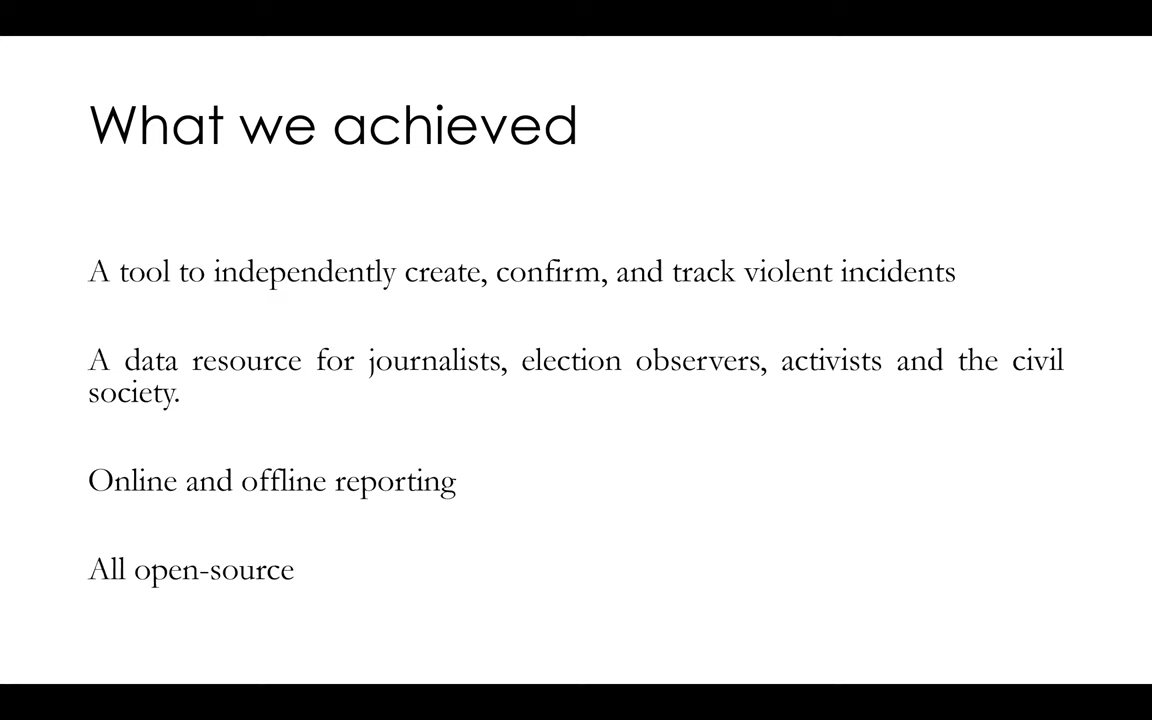 What we achieved
A tool to independently create, confirm, and track violent incidents
A data resource for journalists, election observers, activists and the civil
society.
Online and offline reporting
All open-source